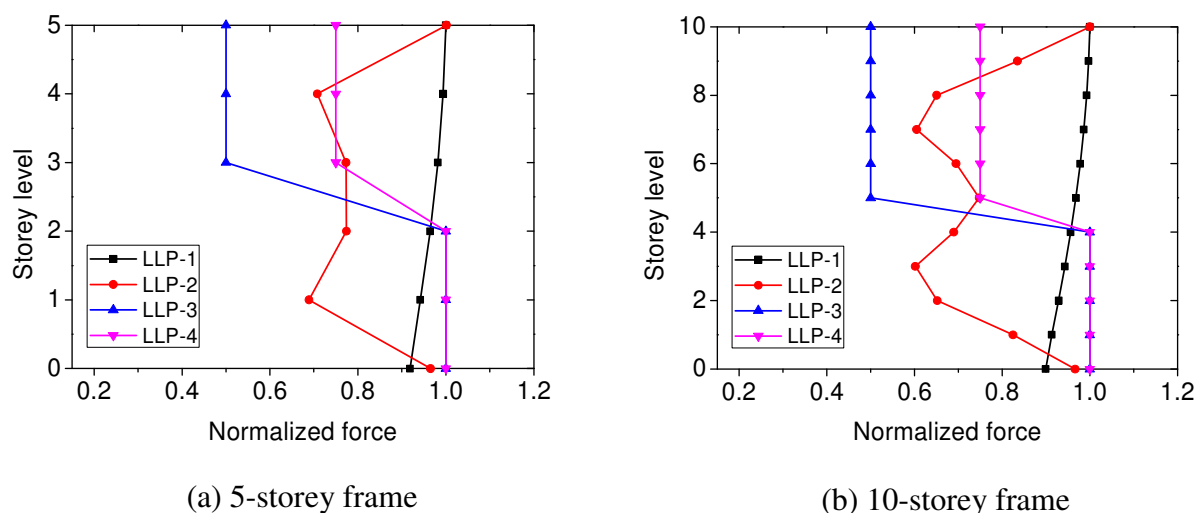 5
4
3
2
1
0
0.2 0.4 0.6 0.8 1.0 1.2
Storey level
Normalized force
LLP-1
LLP-2
LLP-3
LLP-4
(a) 5-storey frame
10
8
6
4
2
0
0.2 0.4 0.6 0.8 1.0 1.2
Storey level
Normalized force
LLP-1
LLP-2
LLP-3
LLP-4
(b) 10-storey frame